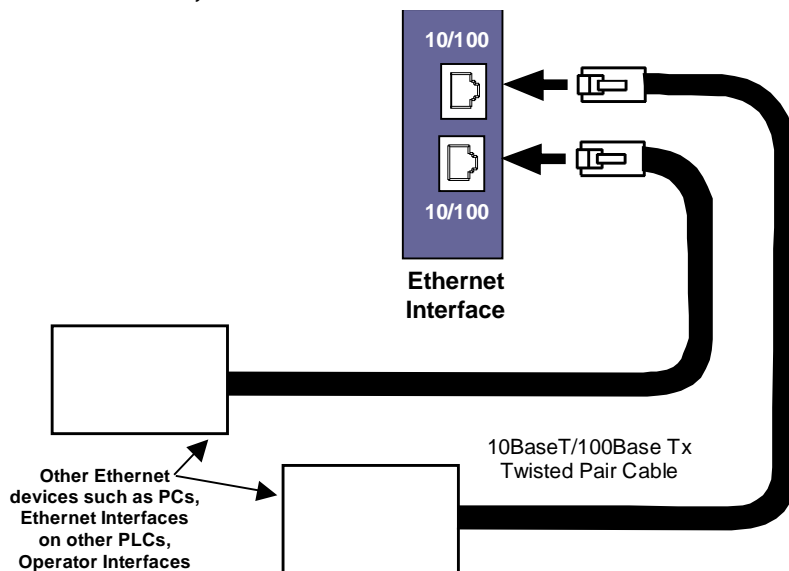 10/100
10/100
Ethernet
Interface
10BaseT/100Base Tx
Twisted Pair Cable
Other Ethernet
devices such as PCs,
Ethernet Interfaces
on other PLCs,
Operator Interfaces